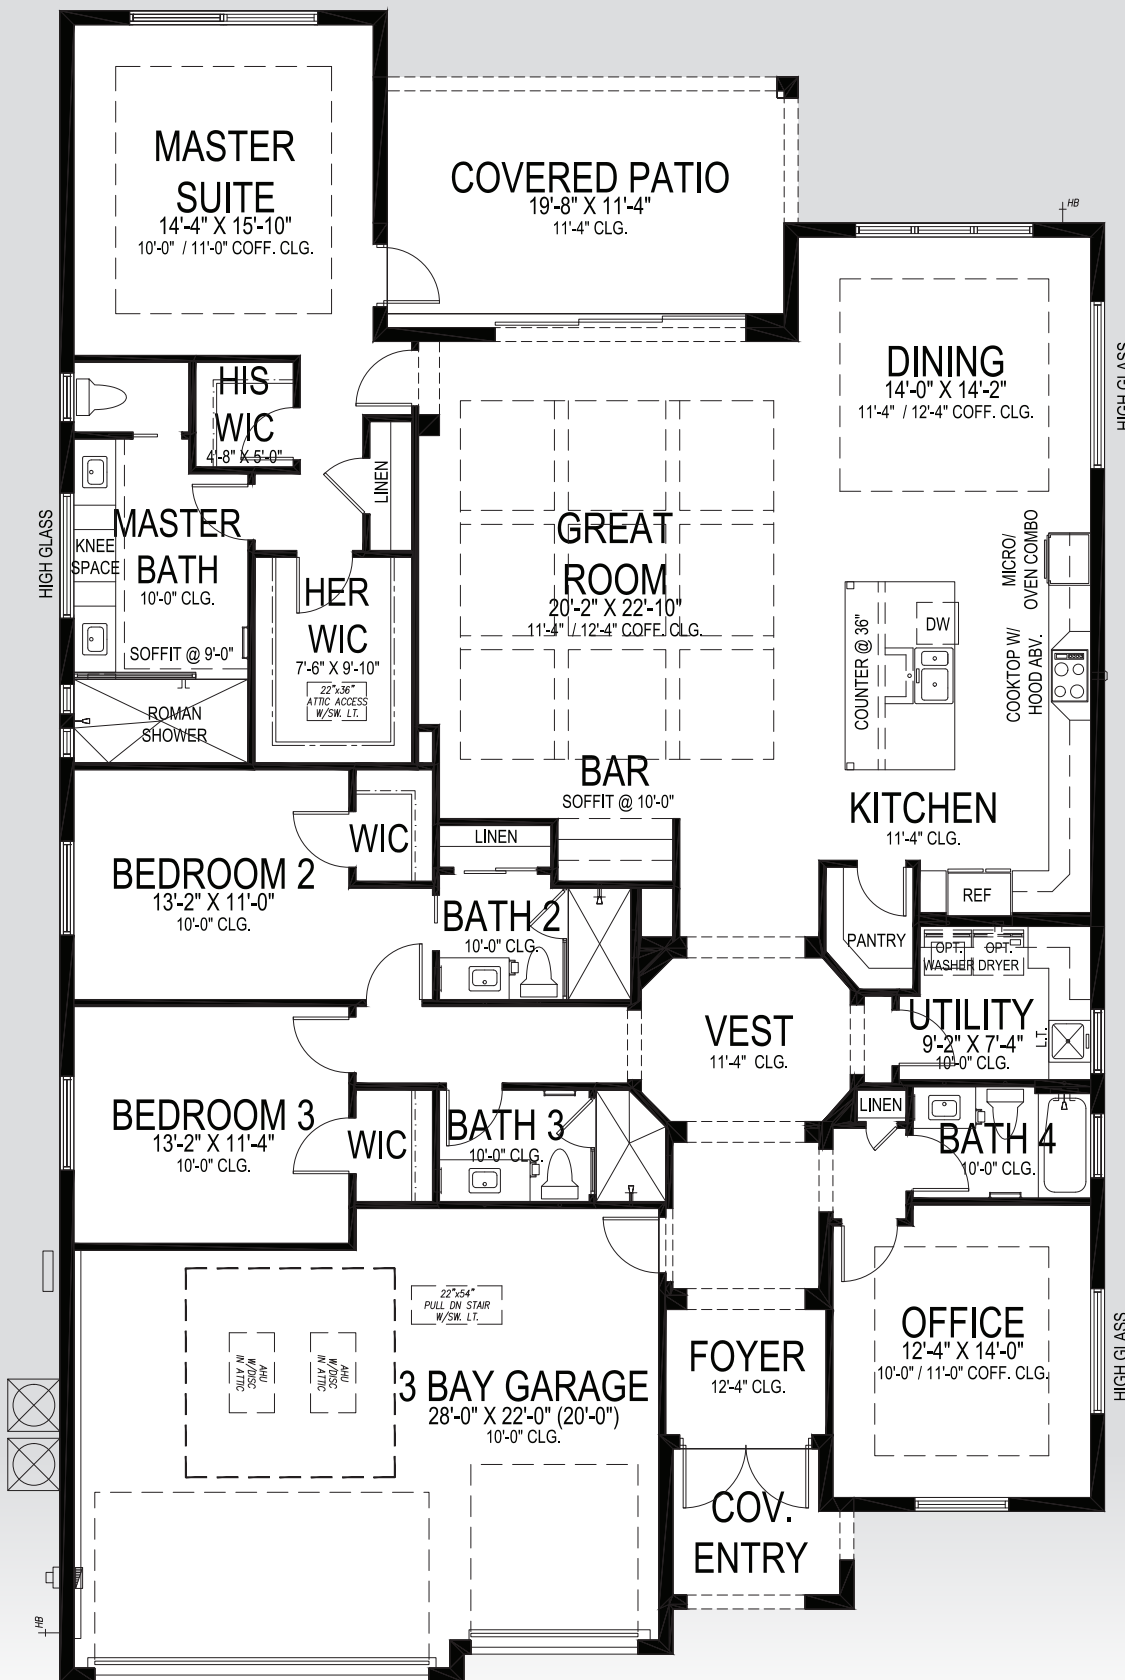 MASTER
SUITE
14'-4" X 15'-10"
10'-0" / 11'-0" COFF. CLG.
COVERED PATIO
19'-8" X 11'-4"
11'-4" CLG.
HB
DINING
14'-0" X 14'-2"
11'-4" / 12'-4" COFF. CLG.
HIGH GLASS
HIS
WIC
4'-8" X 5'-0"
LINEN
HIGH GLASS
KNEE
SPACE
MASTER
BATH
10'-0" CLG.
SOFFIT @ 9'-0"
ROMAN
SHOWER
HER
WIC
7'-6" X 9'-10"
22"x36"
ATTIC ACCESS
W/SW. LT.
GREAT
ROOM
20'-2" X 22'-10"
11'-4" / 12'-4" COFF. CLG.
MICRO/
OVEN COMBO
COUNTER @ 36"
DW
COOKTOP W/
HOOD ABV.
BAR
SOFFIT @ 10'-0"
KITCHEN
11'-4" CLG.
LINEN
REF
PANTRY
WIC
BEDROOM 2
13'-2" X 11'-0"
10'-0" CLG.
BATH 2
10'-0" CLG.
OPT.
WASHER
OPT.
DRYER
UTILITY
9'-2" X 7'-4"
10'-0" CLG.
L.T.
VEST
11'-4" CLG.
BEDROOM 3
13'-2" X 11'-4"
10'-0" CLG.
WIC
BATH 3
10'-0" CLG.
LINEN
BATH 4
10'-0" CLG.
22"x54"
PULL DN STAIR
W/SW. LT.
AHU
W/DISC
IN ATTIC
AHU
W/DISC
IN ATTIC
3 BAY GARAGE
28'-0" X 22'-0" (20'-0")
10'-0" CLG.
FOYER
12'-4" CLG.
OFFICE
12'-4" X 14'-0"
10'-0" / 11'-0" COFF. CLG.
HIGH GLASS
COV.
ENTRY
HB